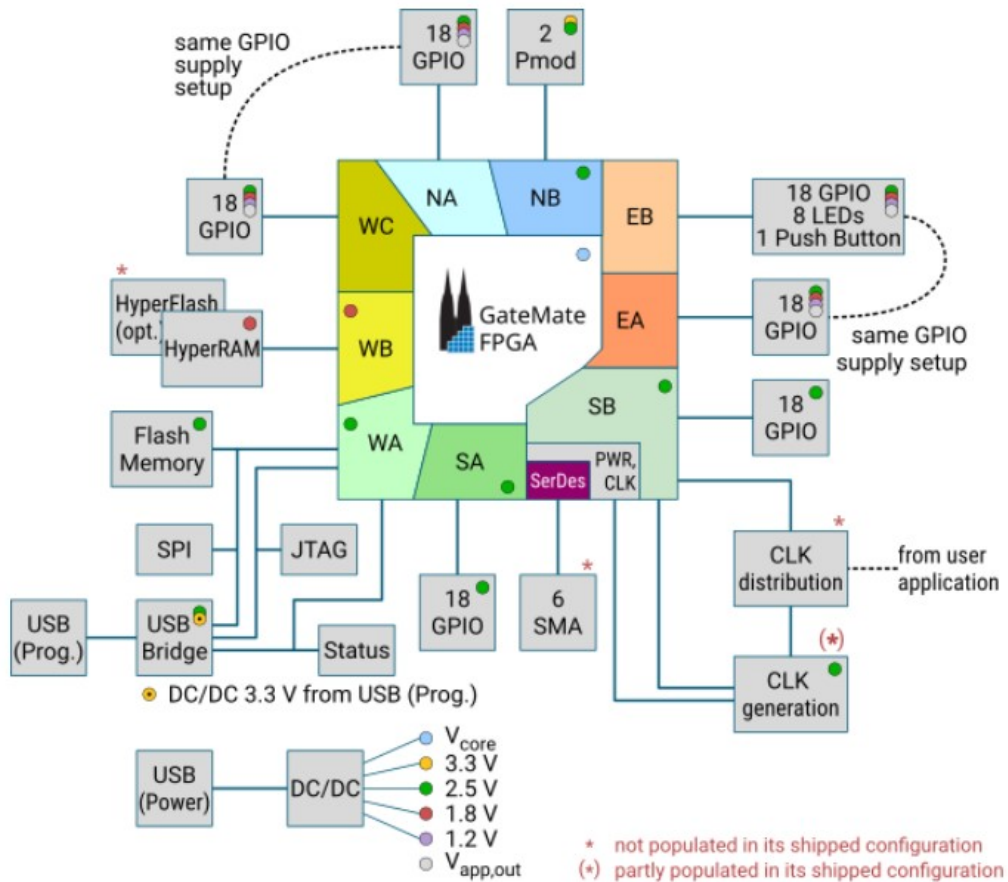 same GPIO
supply
setup
18
GPIO
2
Pmod
18
GPIO
NA
NB
WC
EB
18 GPIO
8 LEDs
1 Push Button
*
HyperFlash
(opt.)
HyperRAM
WB
GateMate
FPGA
EA
18
GPIO
same GPIO
supply setup
Flash
Memory
WA
SA
SB
18
GPIO
SerDes
PWR,
CLK
SPI
JTAG
18
GPIO
*
6
SMA
*
CLK
distribution
from user
application
USB
(Prog.)
USB
Bridge
Status
(*)
CLK
generation
DC/DC 3.3 V from USB (Prog.)
USB
(Power)
DC/DC
Vcore
3.3 V
2.5 V
1.8 V
1.2 V
Vapp,out
* not populated in its shipped configuration
(*) partly populated in its shipped configuration